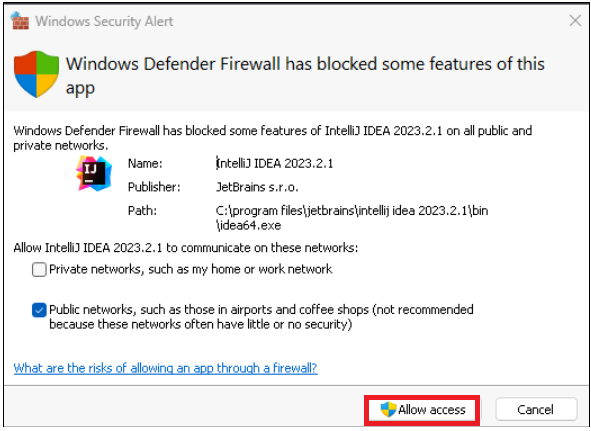 Windows Security Alert
Windows Defender Firewall has blocked some features of this
app
Windows Defender Firewall has blocked some features of IntelliJ IDEA 2023.2.1 on all public and
private networks.
IJ
Name: IntelliJ IDEA 2023.2.1
Publisher: JetBrains s.r.o.
Path: C:\program files\jetbrains\intellij idea 2023.2.1\bin
\idea64.exe
Allow IntelliJ IDEA 2023.2.1 to communicate on these networks:
Private networks, such as my home or work network
Public networks, such as those in airports and coffee shops (not recommended
because these networks often have little or no security)
What are the risks of allowing an app through a firewall?
Allow access Cancel